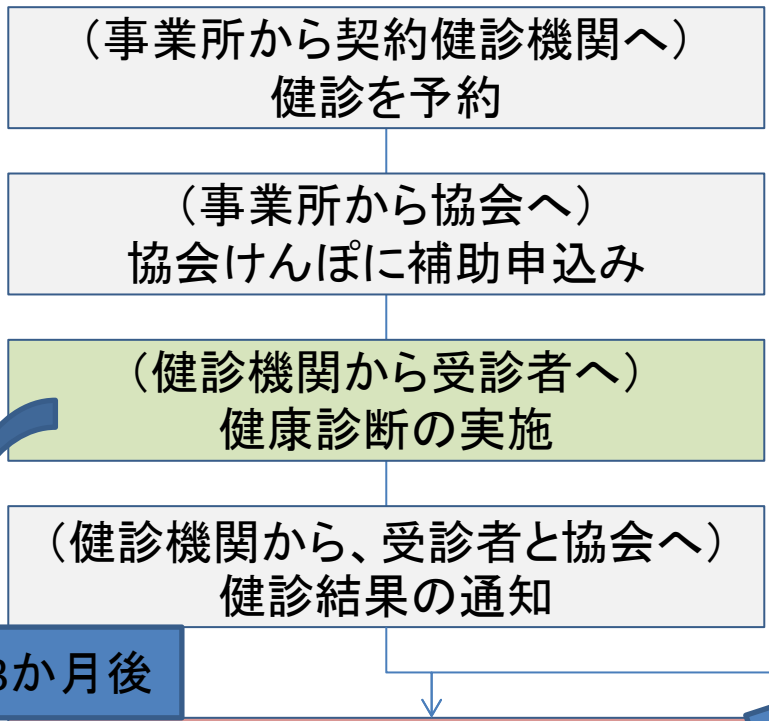 (事業所から契約健診機関へ)
健診を予約
(事業所から協会へ)
協会けんぽに補助申込み
(健診機関から受診者へ)
健康診断の実施
(健診機関から、受診者と協会へ)
健診結果の通知
3か月後